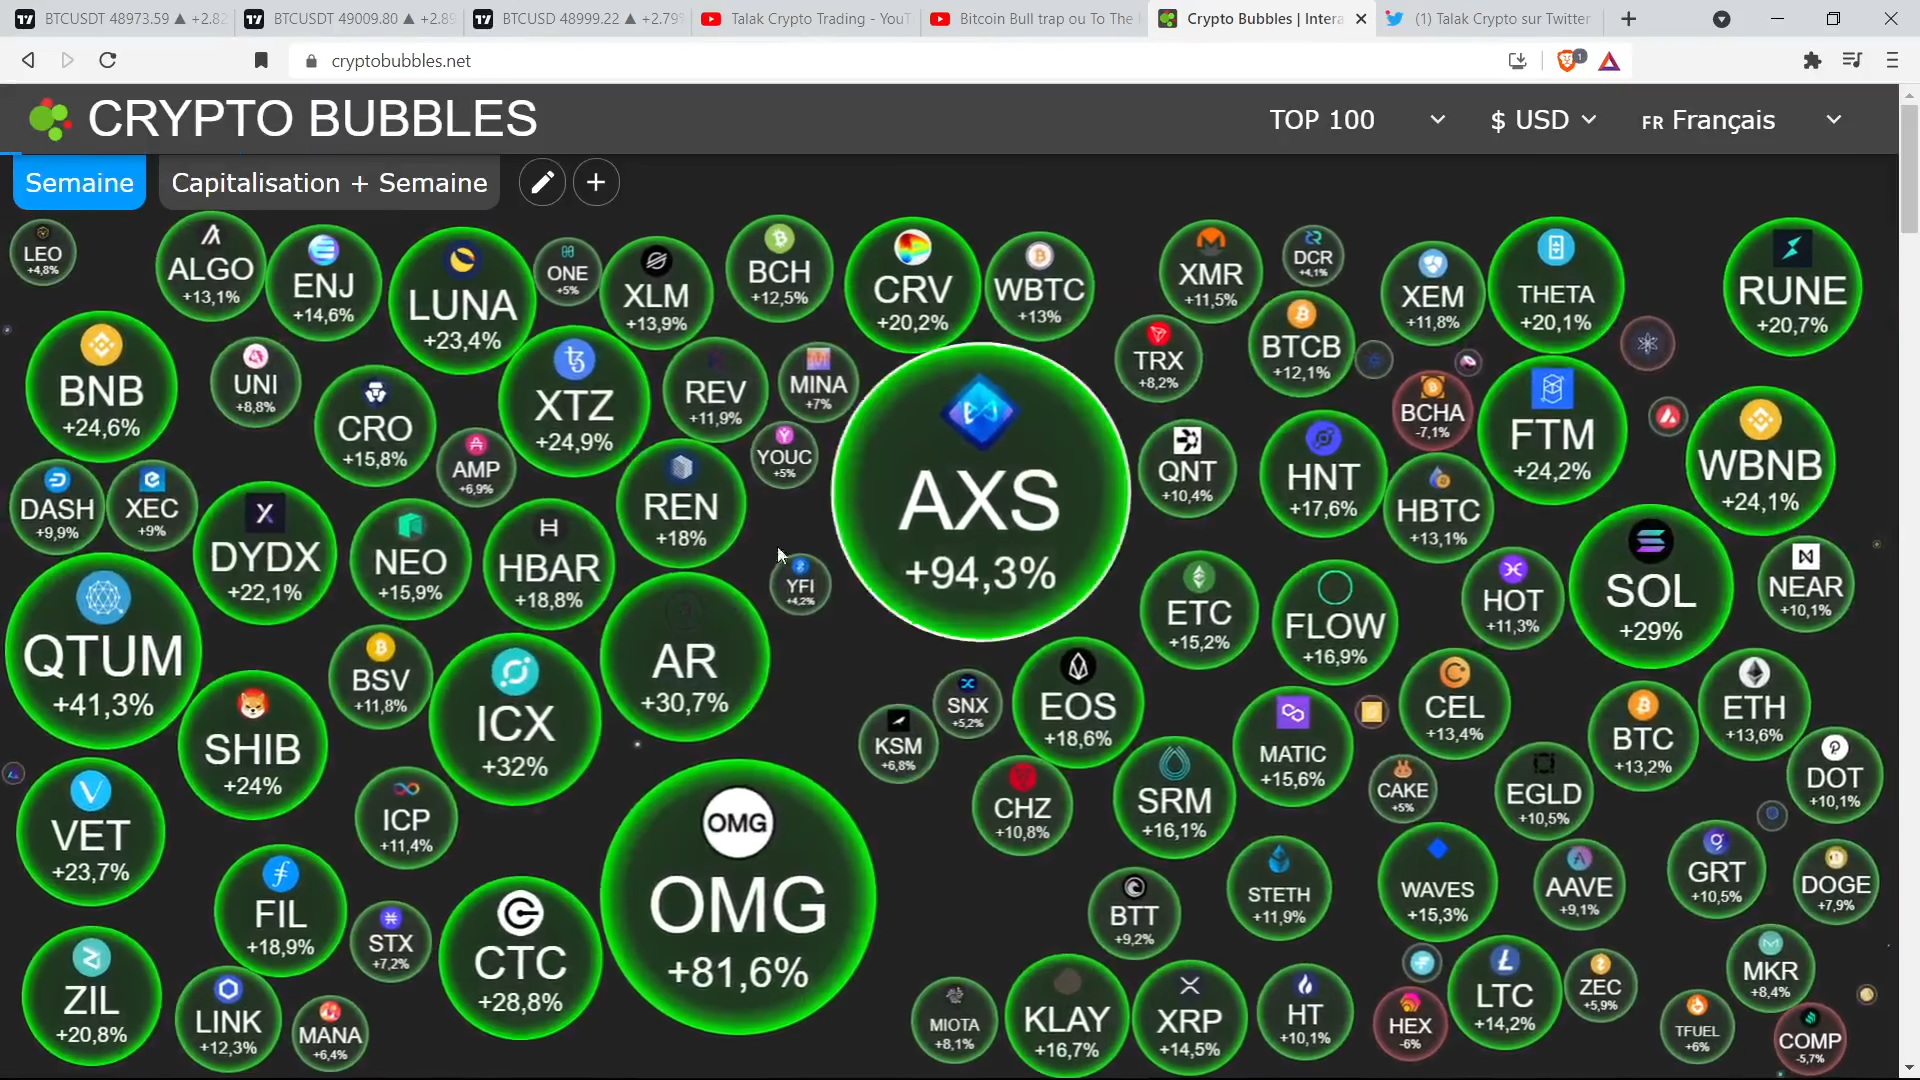 BTCUSDT 48973.59 ▲ +2.82
BTCUSDT 49009.80 ▲ +2.89
BTCUSD 48999.22 ▲ +2.79%
Talak Crypto Trading - YouT
Bitcoin Bull trap ou To The
Crypto Bubbles | Intera
(1) Talak Crypto sur Twitter
cryptobubbles.net
1
CRYPTO BUBBLES
TOP 100
$ USD
FR Français
Semaine
Capitalisation + Semaine
LEO
+4,8%
ALGO
+13,1%
ENJ
+14,6%
LUNA
+23,4%
ONE
+5%
XLM
+13,9%
BCH
+12,5%
CRV
+20,2%
WBTC
+13%
XMR
+11,5%
DCR
+4,1%
XEM
+11,8%
THETA
+20,1%
RUNE
+20,7%
BNB
+24,6%
UNI
+8,8%
CRO
+15,8%
AMP
+6,9%
XTZ
+24,9%
REV
+11,9%
MINA
+7%
YOUC
+5%
TRX
+8,2%
BTCB
+12,1%
BCHA
-7,1%
FTM
+24,2%
WBNB
+24,1%
DASH
+9,9%
XEC
+9%
DYDX
+22,1%
NEO
+15,9%
HBAR
+18,8%
REN
+18%
YFI
+4,2%
AXS
+94,3%
QNT
+10,4%
HNT
+17,6%
HBTC
+13,1%
SOL
+29%
NEAR
+10,1%
QTUM
+41,3%
SHIB
+24%
BSV
+11,8%
ICX
+32%
AR
+30,7%
ETC
+15,2%
FLOW
+16,9%
HOT
+11,3%
KSM
+6,8%
SNX
+5,2%
EOS
+18,6%
MATIC
+15,6%
CEL
+13,4%
BTC
+13,2%
ETH
+13,6%
DOT
+10,1%
VET
+23,7%
ICP
+11,4%
FIL
+18,9%
STX
+7,2%
CTC
+28,8%
OMG
OMG
+81,6%
CHZ
+10,8%
SRM
+16,1%
CAKE
+5%
EGLD
+10,5%
BTT
+9,2%
STETH
+11,9%
WAVES
+15,3%
AAVE
+9,1%
GRT
+10,5%
DOGE
+7,9%
ZIL
+20,8%
LINK
+12,3%
MANA
+6,4%
MIOTA
+8,1%
KLAY
+16,7%
XRP
+14,5%
HT
+10,1%
HEX
-6%
LTC
+14,2%
ZEC
+5,9%
TFUEL
+6%
MKR
+8,4%
COMP
-5,7%